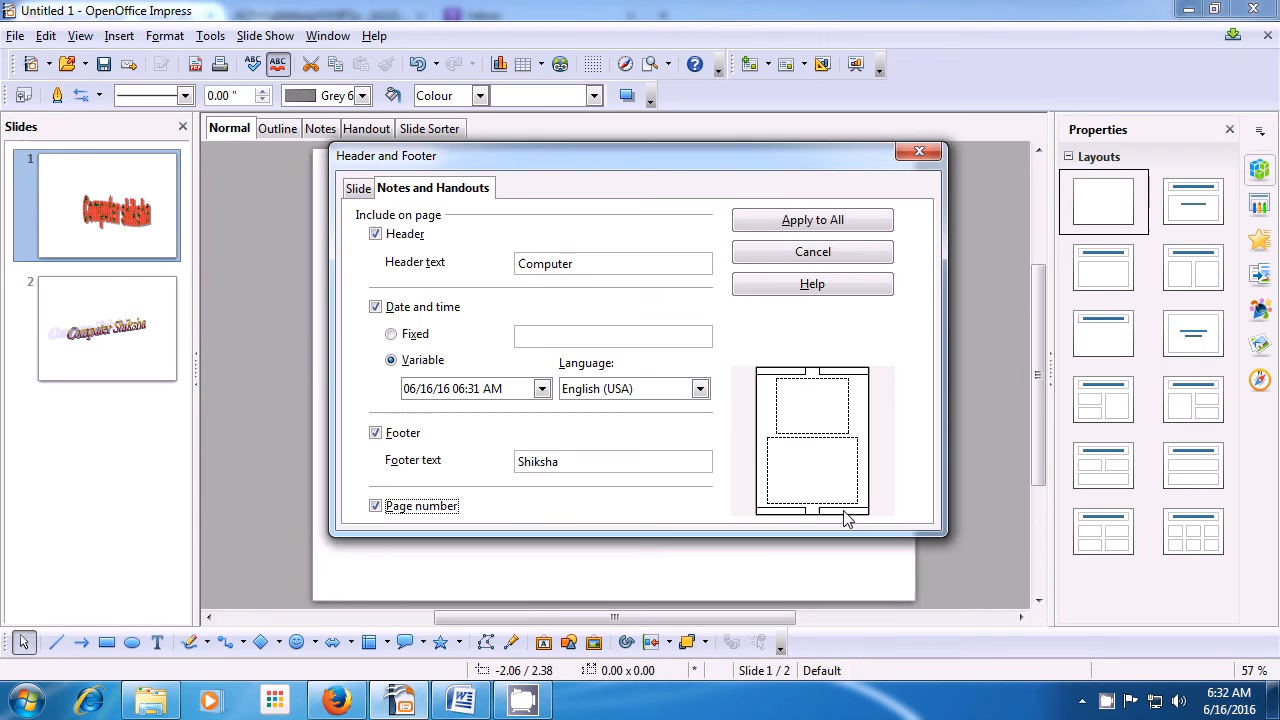 Untitled 1 - OpenOffice Impress
File Edit View Insert Format Tools Slide Show Window Help
0.00 " Grey 6 Colour
Slides
Normal Outline Notes Handout Slide Sorter
Properties
Layouts
1
Computer shiksha
2
Computer Shiksha
Header and Footer
Slide Notes and Handouts
Include on page
Header
Header text Computer
Date and time
Fixed
Variable Language:
06/16/16 06:31 AM English (USA)
Footer
Footer text Shiksha
Page number
Apply to All
Cancel
Help
-2.06 / 2.38 0.00 x 0.00 * Slide 1 / 2 Default 57 %
6:32 AM
6/16/2016